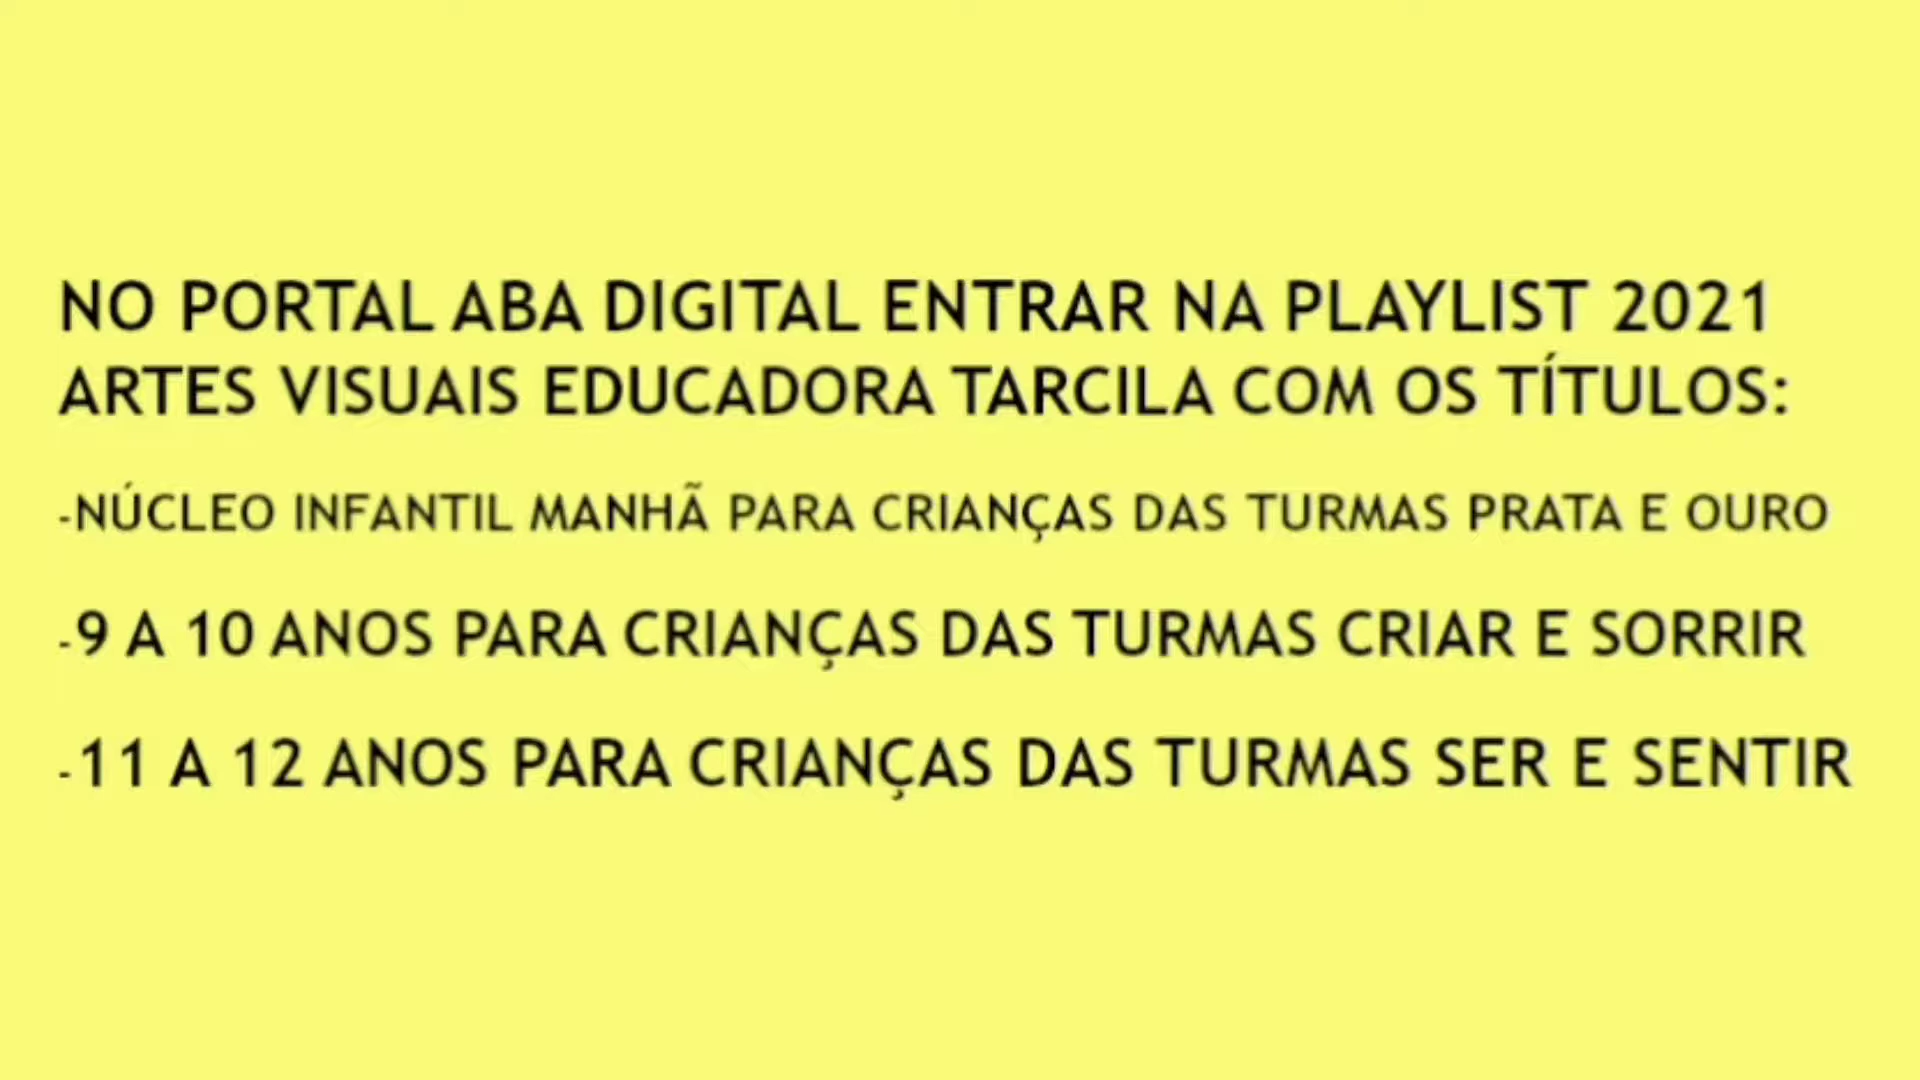 NO PORTAL ABA DIGITAL ENTRAR NA PLAYLIST 2021
ARTES VISUAIS EDUCADORA TARCILA COM OS TÍTULOS:
-NÚCLEO INFANTIL MANHÃ PARA CRIANÇAS DAS TURMAS PRATA E OURO
-9 A 10 ANOS PARA CRIANÇAS DAS TURMAS CRIAR E SORRIR
-11 A 12 ANOS PARA CRIANÇAS DAS TURMAS SER E SENTIR